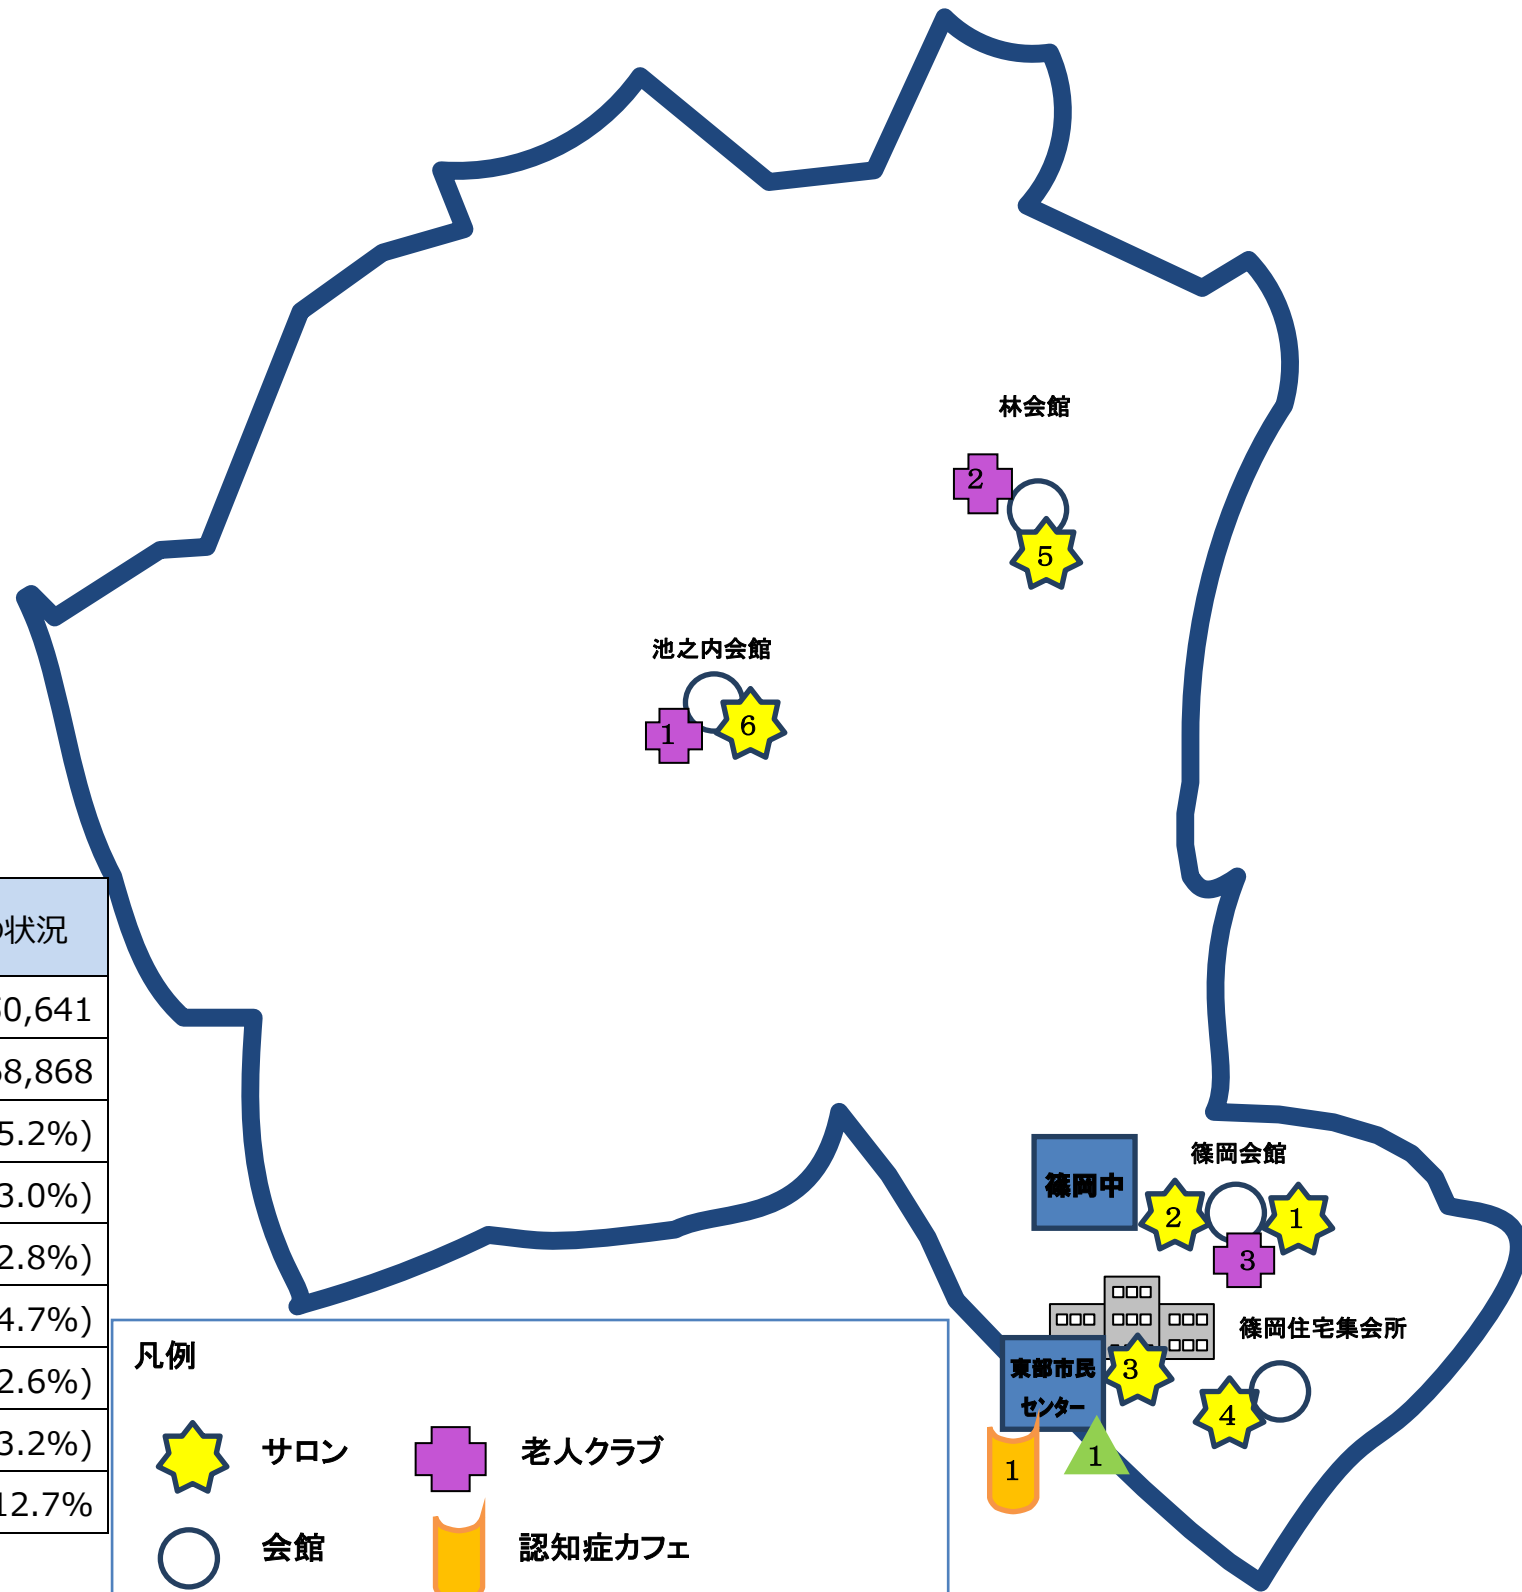 林会館
2
5
池之内会館
1
6
の状況
0,641
8,868
5.2%)
3.0%)
2.8%)
4.7%)
2.6%)
3.2%)
12.7%
篠岡中
篠岡会館
2
1
3
篠岡住宅集会所
東部市民
センター
3
4
1
1
凡例
サロン
老人クラブ
会館
認知症カフェ